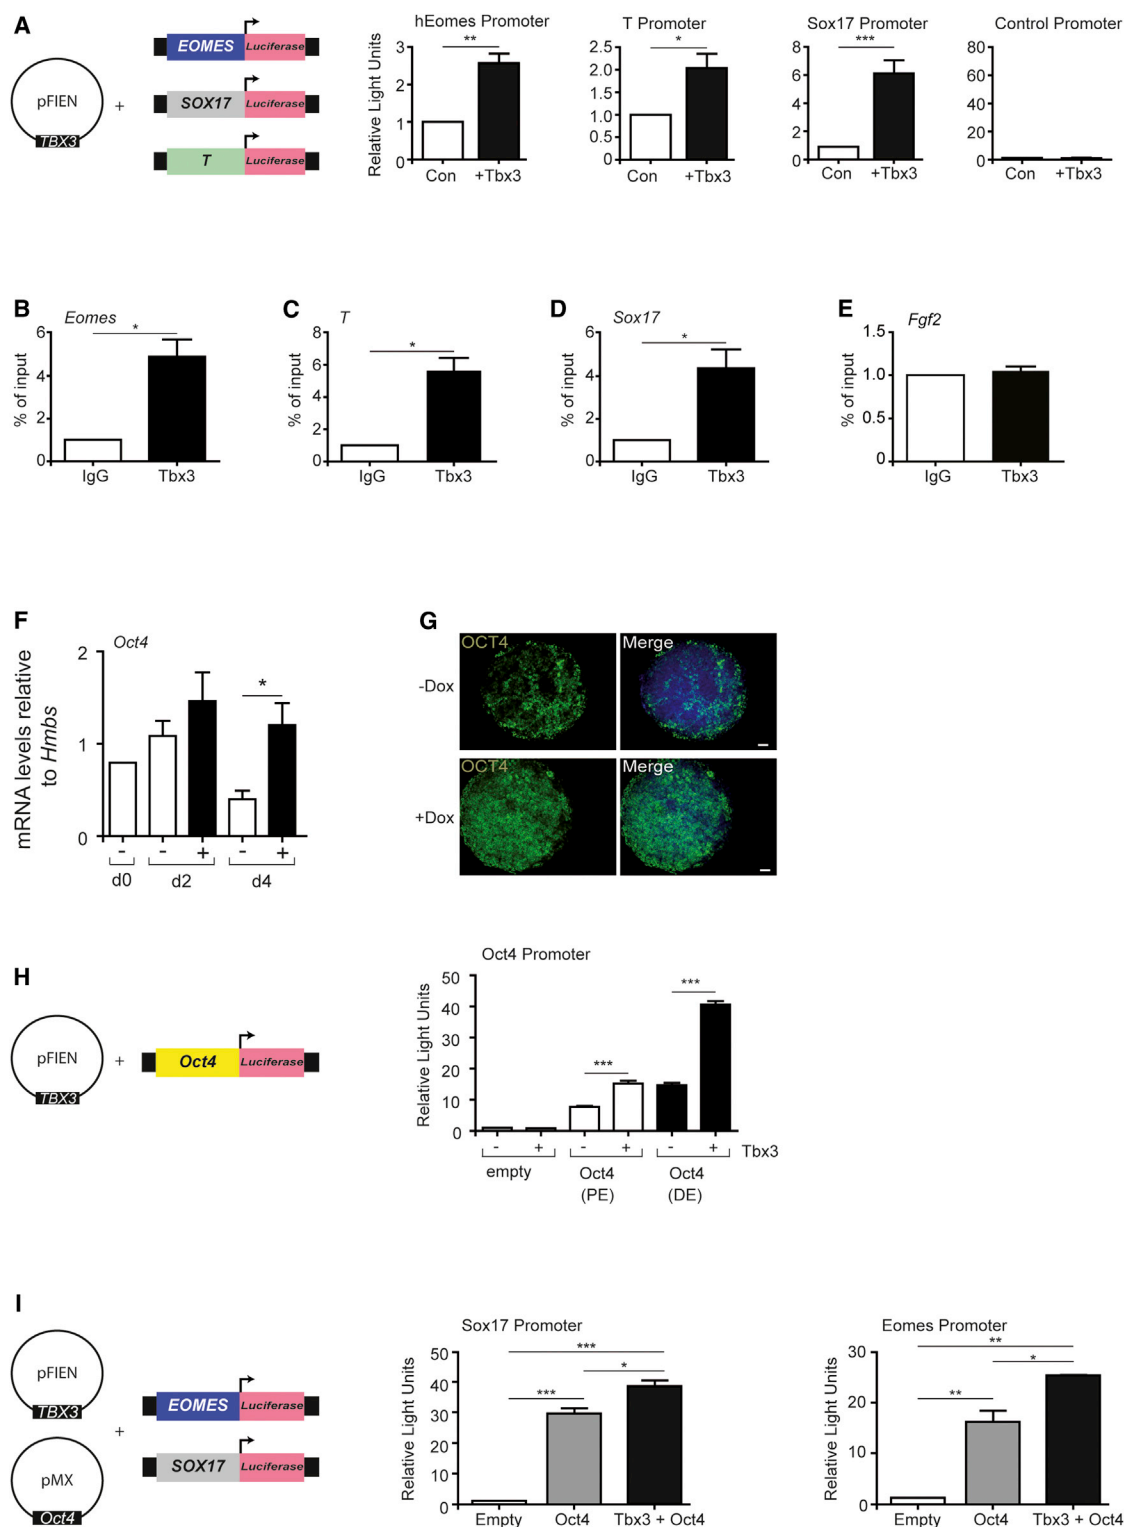 A
pFIEN
TBX3
+
EOMES Luciferase
SOX17 Luciferase
T Luciferase
hEomes Promoter
Relative Light Units
3
2
1
0
**
Con +Tbx3
T Promoter
2.5
2.0
1.5
1.0
0.5
0
*
Con +Tbx3
Sox17 Promoter
8
6
4
2
0
***
Con +Tbx3
Control Promoter
80
60
40
20
0
Con +Tbx3
B
Eomes
% of input
6
4
2
0
*
IgG Tbx3
C
T
% of input
8
6
4
2
0
*
IgG Tbx3
D
Sox17
% of input
6
4
2
0
*
IgG Tbx3
E
Fgf2
% of input
1.5
1.0
0.5
0
IgG Tbx3
F
Oct4
mRNA levels relative
to Hmbs
2
1
0
*
- - + - +
d0 d2 d4
G
OCT4 Merge
-Dox
OCT4 Merge
+Dox
H
pFIEN
TBX3
+
Oct4 Luciferase
Oct4 Promoter
Relative Light Units
50
40
30
20
10
0
***
***
- + - + - + Tbx3
empty
Oct4
(PE)
Oct4
(DE)
I
pFIEN
TBX3
pMX
Oct4
+
EOMES Luciferase
SOX17 Luciferase
Sox17 Promoter
Relative Light Units
50
40
30
20
10
0
***
*
***
Empty Oct4 Tbx3 + Oct4
Eomes Promoter
Relative Light Units
30
20
10
0
**
*
**
Empty Oct4 Tbx3 + Oct4